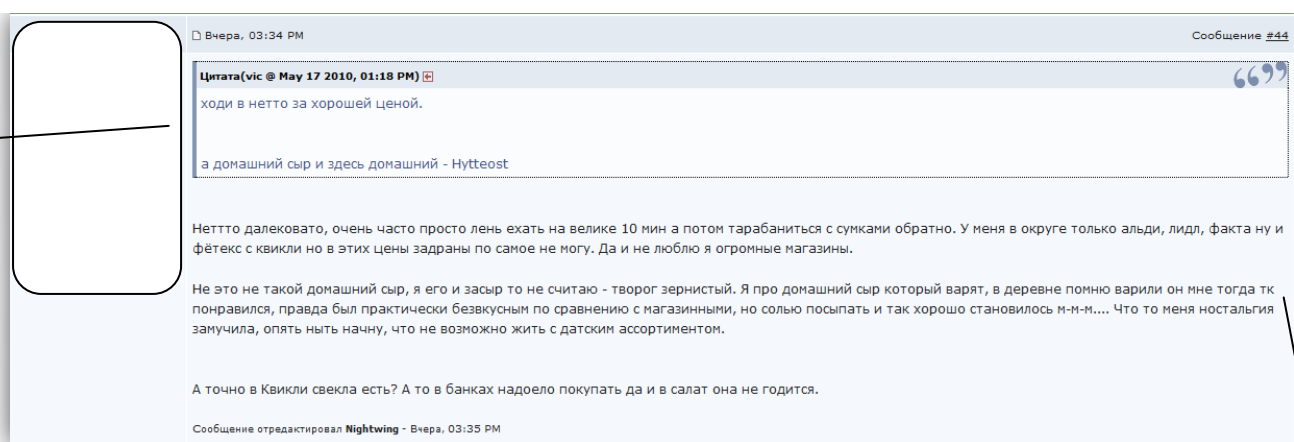 Вчера, 03:34 PM
Сообщение #44
Цитата(vic @ May 17 2010, 01:18 PM)
ходи в нетто за хорошей ценой.
а домашний сыр и здесь домашний - Hytteost
Неттто далековато, очень часто просто лень ехать на велике 10 мин а потом тарабаниться с сумками обратно. У меня в округе только альди, лидл, факта ну и
фётекс с квикли но в этих цены задраны по самое не могу. Да и не люблю я огромные магазины.
Не это не такой домашний сыр, я его и засыр то не считаю - творог зернистый. Я про домашний сыр который варят, в деревне помню варили он мне тогда тк
понравился, правда был практически безвкусным по сравнению с магазинными, но солью посыпать и так хорошо становилось м-м-м.... Что то меня ностальгия
замучила, опять ныть начну, что не возможно жить с датским ассортиментом.
А точно в Квикли свекла есть? А то в банках надоело покупать да и в салат она не годится.
Сообщение отредактировал Nightwing - Вчера, 03:35 PM